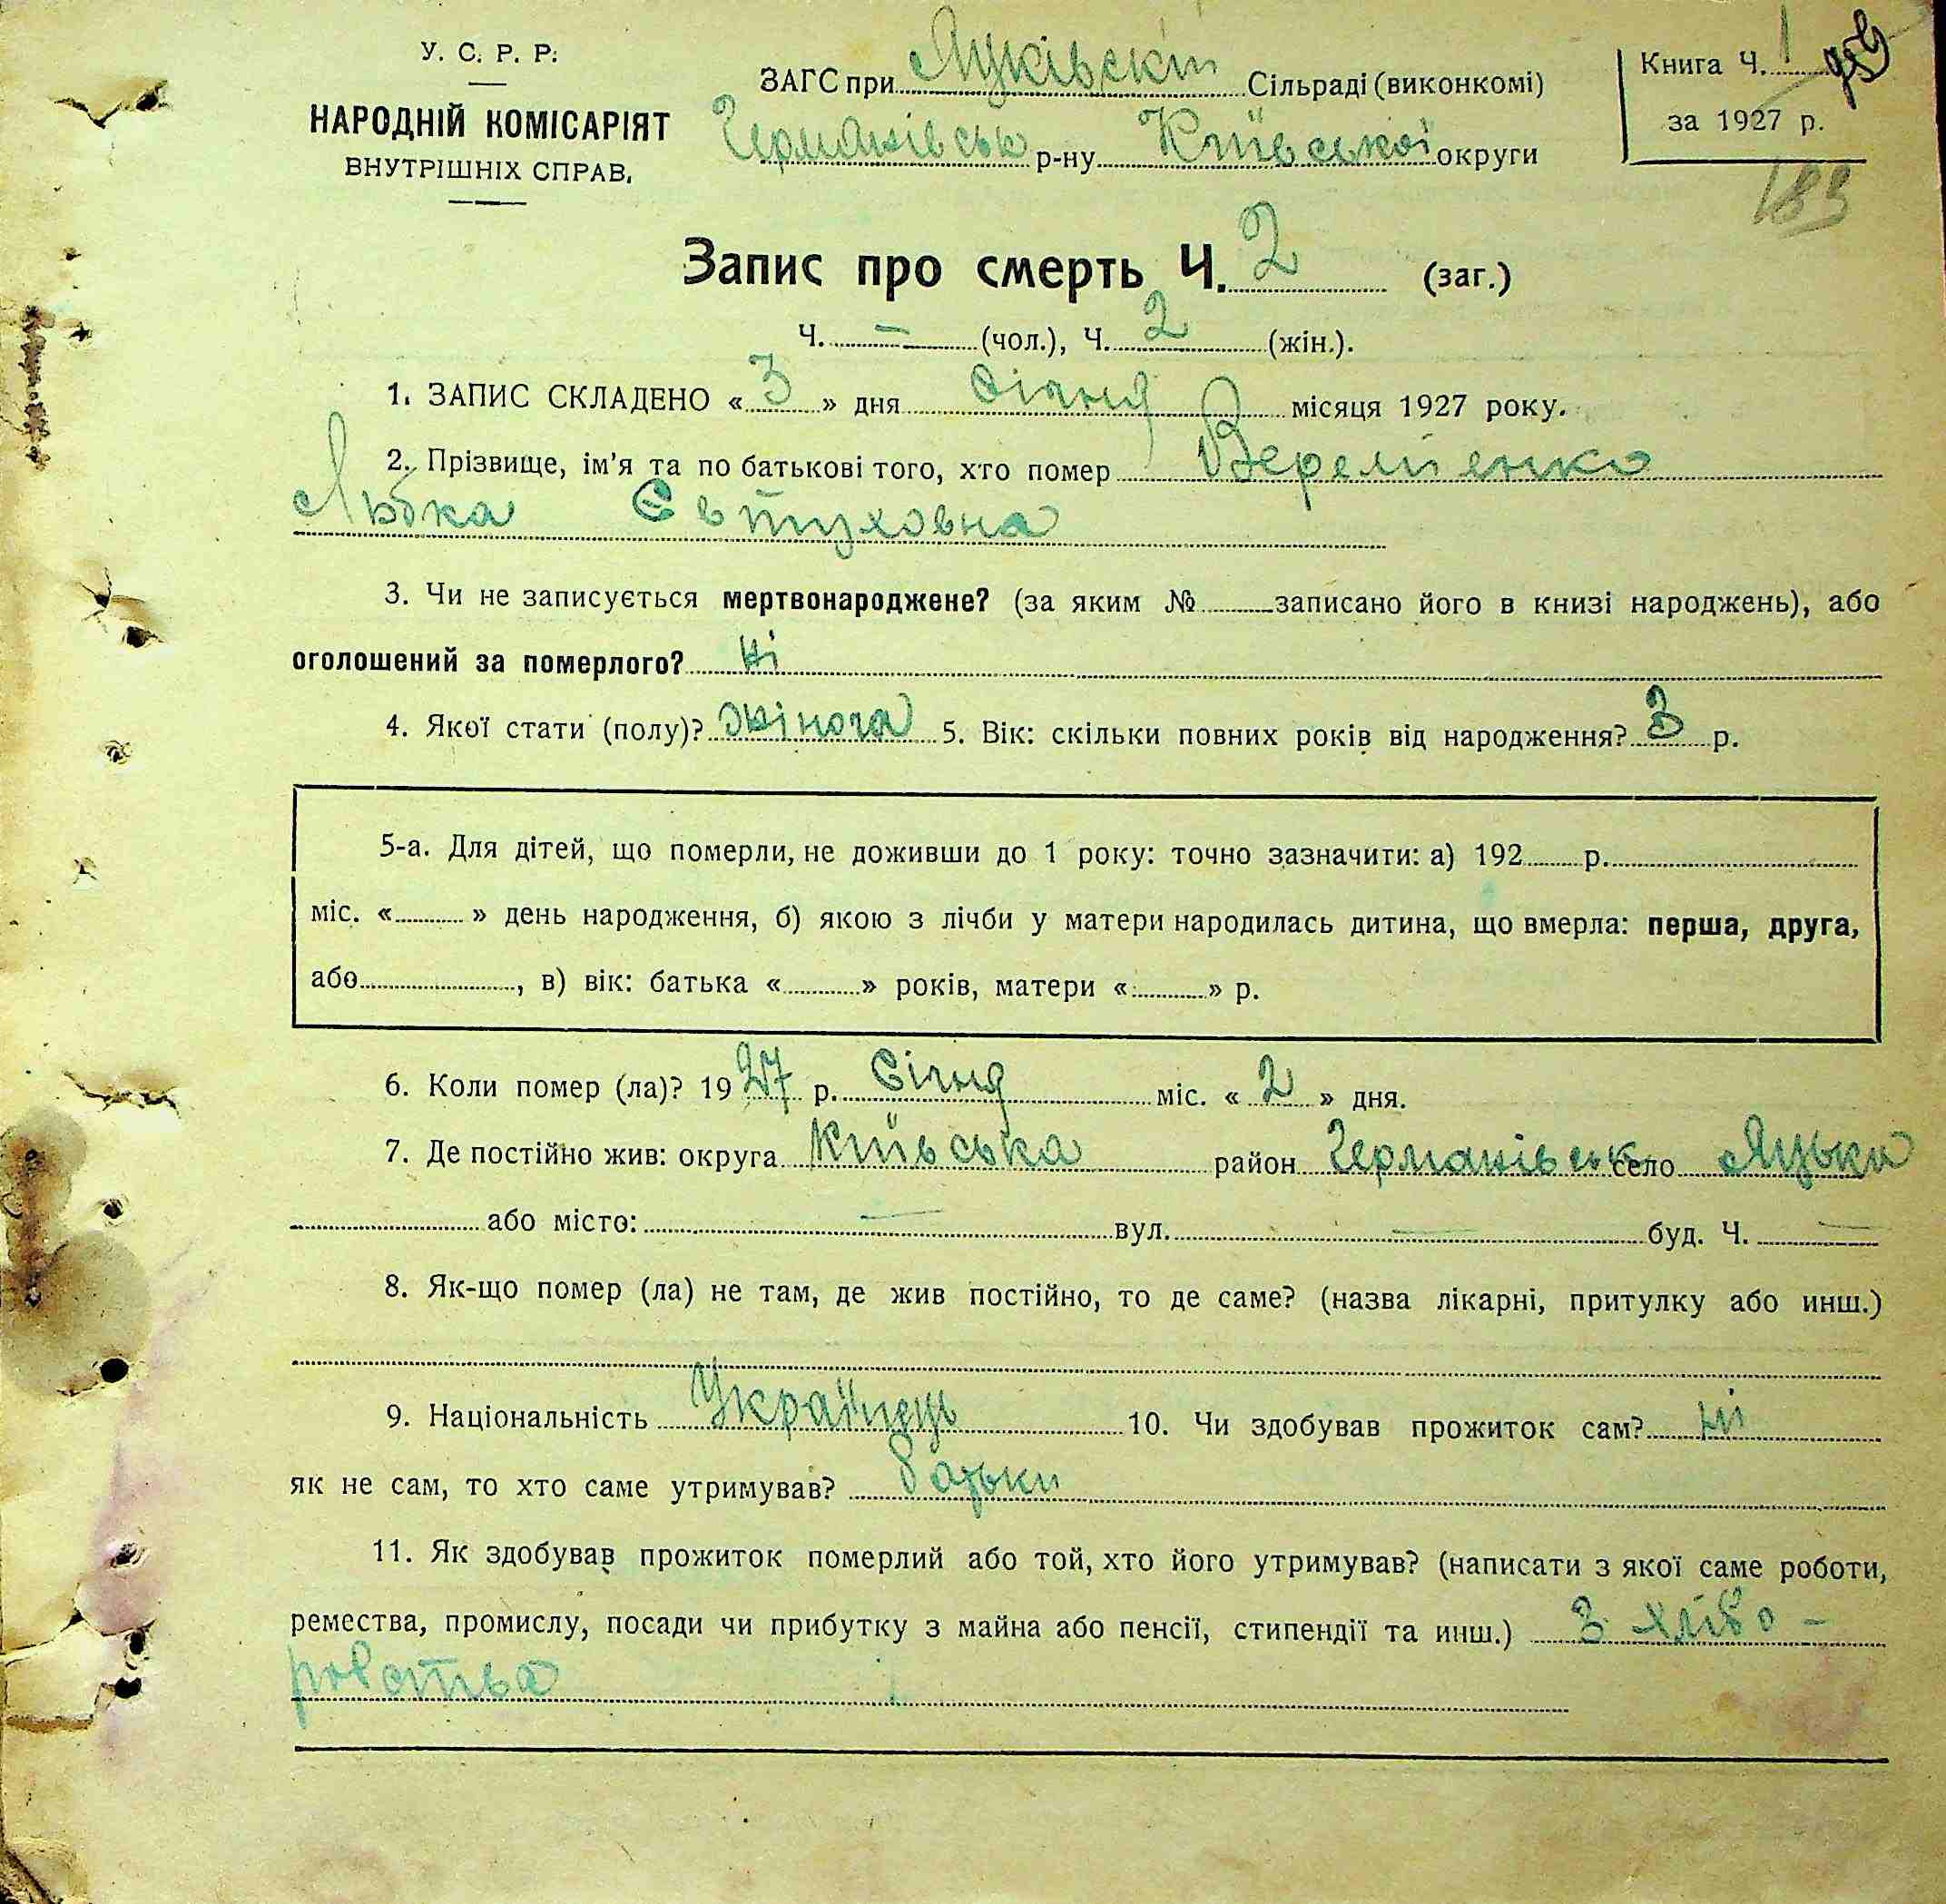 У. С. Р. Р.
НАРОДНІЙ КОМІСАРІЯТ
ВНУТРІШНІХ СПРАВ.
ЗАГС при Луківскій Сільраді (виконкомі)
Германівськ р-ну Київської округи
Книга Ч. 1
за 1927 р.
189
Запис про смерть Ч. 2 (заг.)
Ч. — (чол.), Ч. 2 (жін.).
1. ЗАПИС СКЛАДЕНО « 3 » дня січня місяця 1927 року.
2. Прізвище, ім'я та по батькові того, хто помер Веремієнко
Любка Євтуховна
3. Чи не записується мертвонароджене? (за яким № записано його в книзі народжень), або
оголошений за померлого? ні
4. Якої стати (полу)? жіноча 5. Вік: скільки повних років від народження? 3 р.
5-а. Для дітей, що померли, не доживши до 1 року: точно зазначити: а) 192 р.
міс. « » день народження, б) якою з лічби у матери народилась дитина, що вмерла: перша, друга,
або , в) вік: батька « » років, матери « » р.
6. Коли помер (ла)? 1927 р. Січня міс. « 2 » дня.
7. Де постійно жив: округа Київська район Германівськ село
або місто: — вул. — буд. Ч. —
8. Як-що помер (ла) не там, де жив постійно, то де саме? (назва лікарні, притулку або инш.)
9. Національність Українець 10. Чи здобував прожиток сам? ні
як не сам, то хто саме утримував? батьки
11. Як здобував прожиток померлий або той, хто його утримував? (написати з якої саме роботи,
ремества, промислу, посади чи прибутку з майна або пенсії, стипендії та инш.) З хлібо-
робства